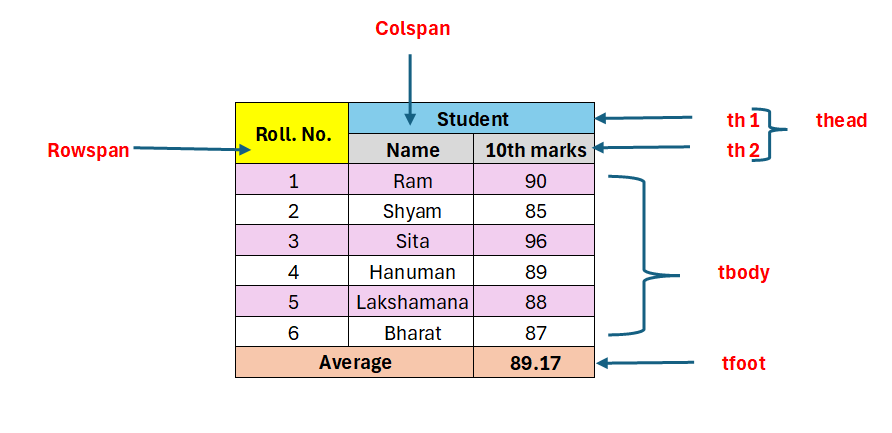 Colspan
Student
th 1
thead
Roll. No.
Rowspan
Name 10th marks
th 2
1 Ram 90
2 Shyam 85
3 Sita 96
4 Hanuman 89
tbody
5 Lakshamana 88
6 Bharat 87
Average 89.17
tfoot